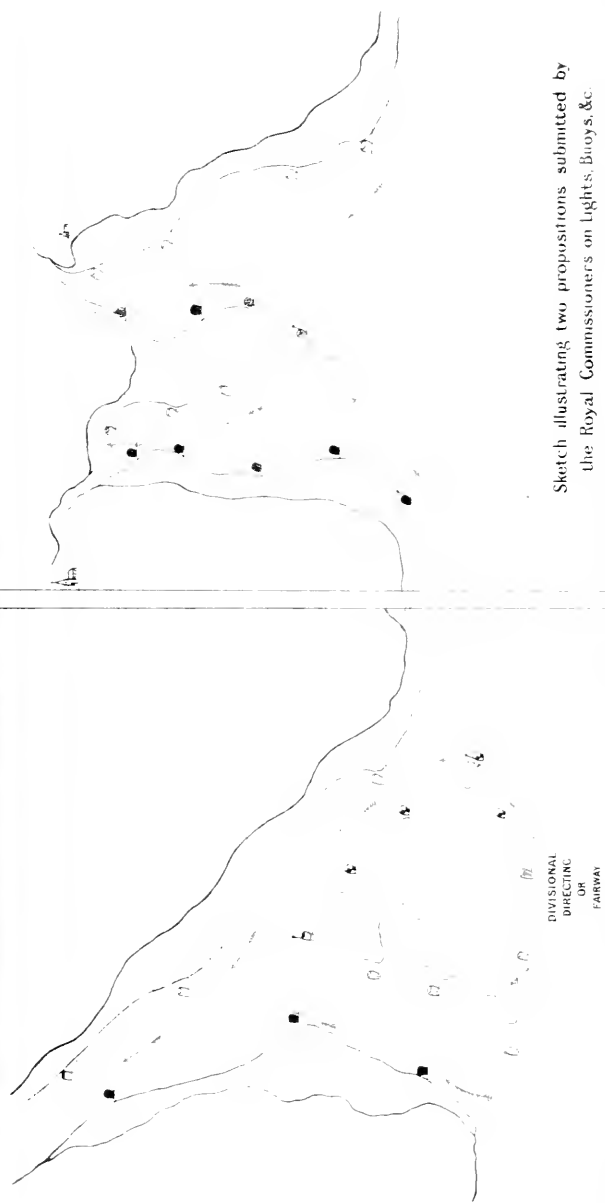 Sketch illustrating two propositions submitted by
the Royal Commissioners on Lights, Buoys, &c.
DIVISIONAL
DIRECTING
OR
FAIRWAY